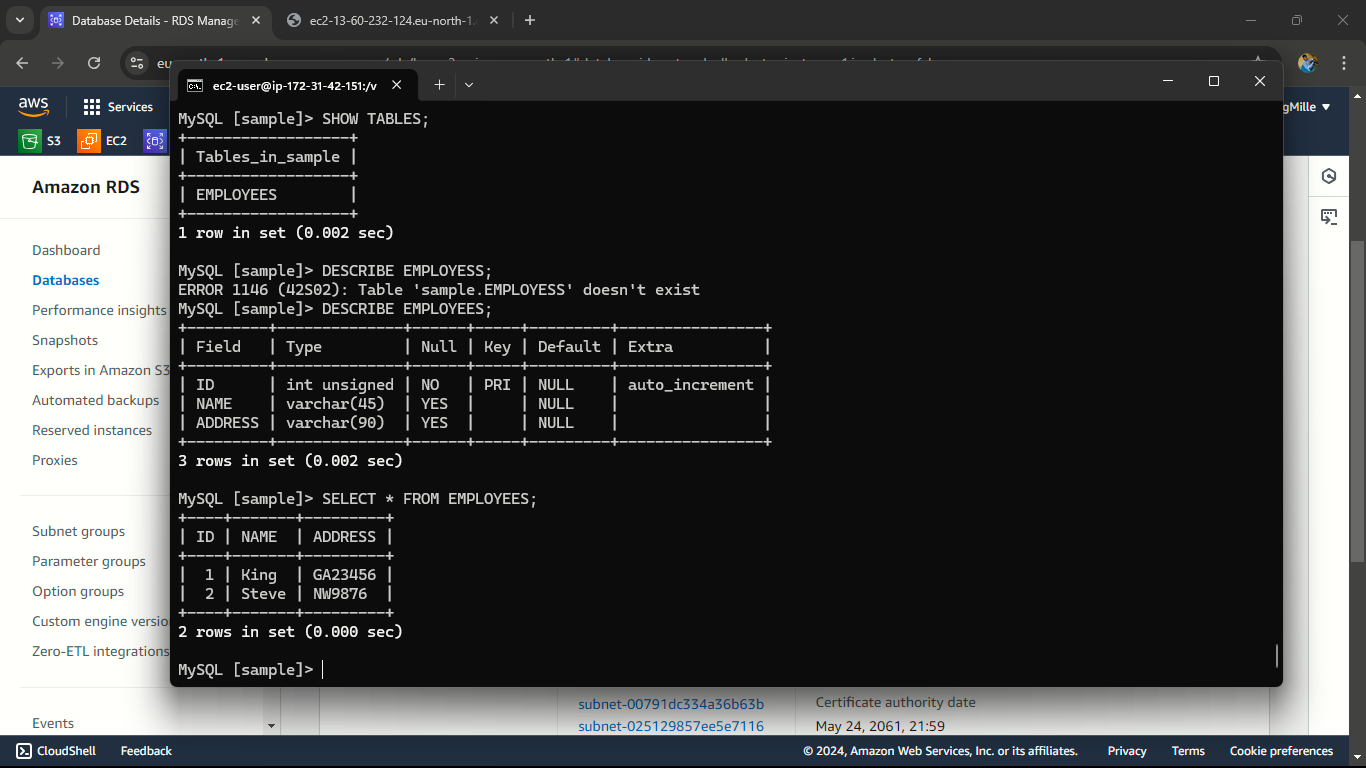 Database Details - RDS Manage
ec2-13-60-232-124.eu-north-1.
aws
Services
S3
EC2
gMille
ec2-user@ip-172-31-42-151:/v
Amazon RDS
Dashboard
Databases
Performance insights
Snapshots
Exports in Amazon S3
Automated backups
Reserved instances
Proxies
Subnet groups
Parameter groups
Option groups
Custom engine versio
Zero-ETL integrations
Events
MySQL [sample]> SHOW TABLES;
+------------------+
| Tables_in_sample |
+------------------+
| EMPLOYEES        |
+------------------+
1 row in set (0.002 sec)
MySQL [sample]> DESCRIBE EMPLOYESS;
ERROR 1146 (42S02): Table 'sample.EMPLOYESS' doesn't exist
MySQL [sample]> DESCRIBE EMPLOYEES;
+---------+--------------+------+-----+---------+----------------+
| Field   | Type         | Null | Key | Default | Extra          |
+---------+--------------+------+-----+---------+----------------+
| ID      | int unsigned | NO   | PRI | NULL    | auto_increment |
| NAME    | varchar(45)  | YES  |     | NULL    |                |
| ADDRESS | varchar(90)  | YES  |     | NULL    |                |
+---------+--------------+------+-----+---------+----------------+
3 rows in set (0.002 sec)
MySQL [sample]> SELECT * FROM EMPLOYEES;
+----+-------+---------+
| ID | NAME  | ADDRESS |
+----+-------+---------+
|  1 | King  | GA23456 |
|  2 | Steve | NW9876  |
+----+-------+---------+
2 rows in set (0.000 sec)
MySQL [sample]>
subnet-00791dc334a36b63b
subnet-025129857ee5e7116
Certificate authority date
May 24, 2061, 21:59
CloudShell
Feedback
© 2024, Amazon Web Services, Inc. or its affiliates.
Privacy
Terms
Cookie preferences